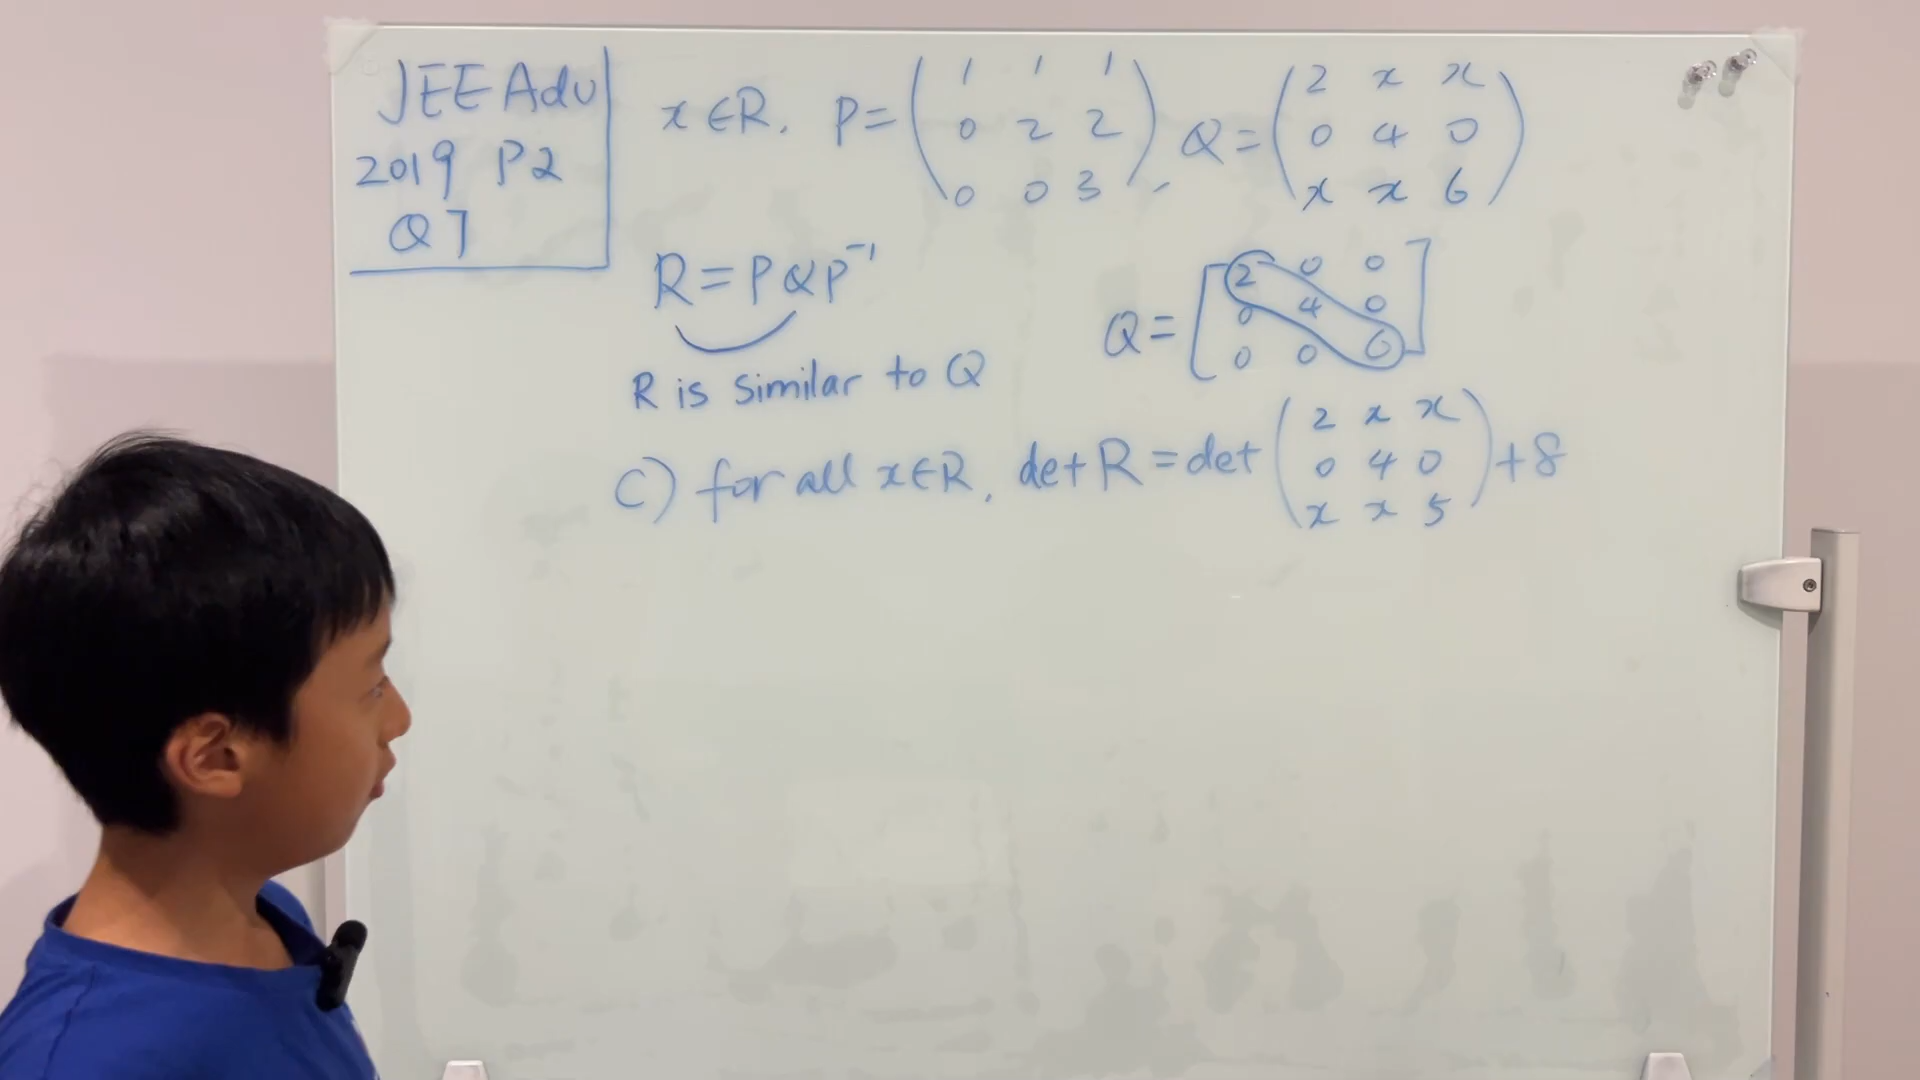 JEE Adv
2019 P2
Q7
x ∈ R, P = ( 1 1 1 / 0 2 2 / 0 0 3 ), Q = ( 2 x x / 0 4 0 / x x 6 )
R = PQP⁻¹
R is similar to Q
Q = [ 2 0 0 / 0 4 0 / 0 0 6 ]
C) for all x ∈ R, det R = det ( 2 x x / 0 4 0 / x x 5 ) + 8